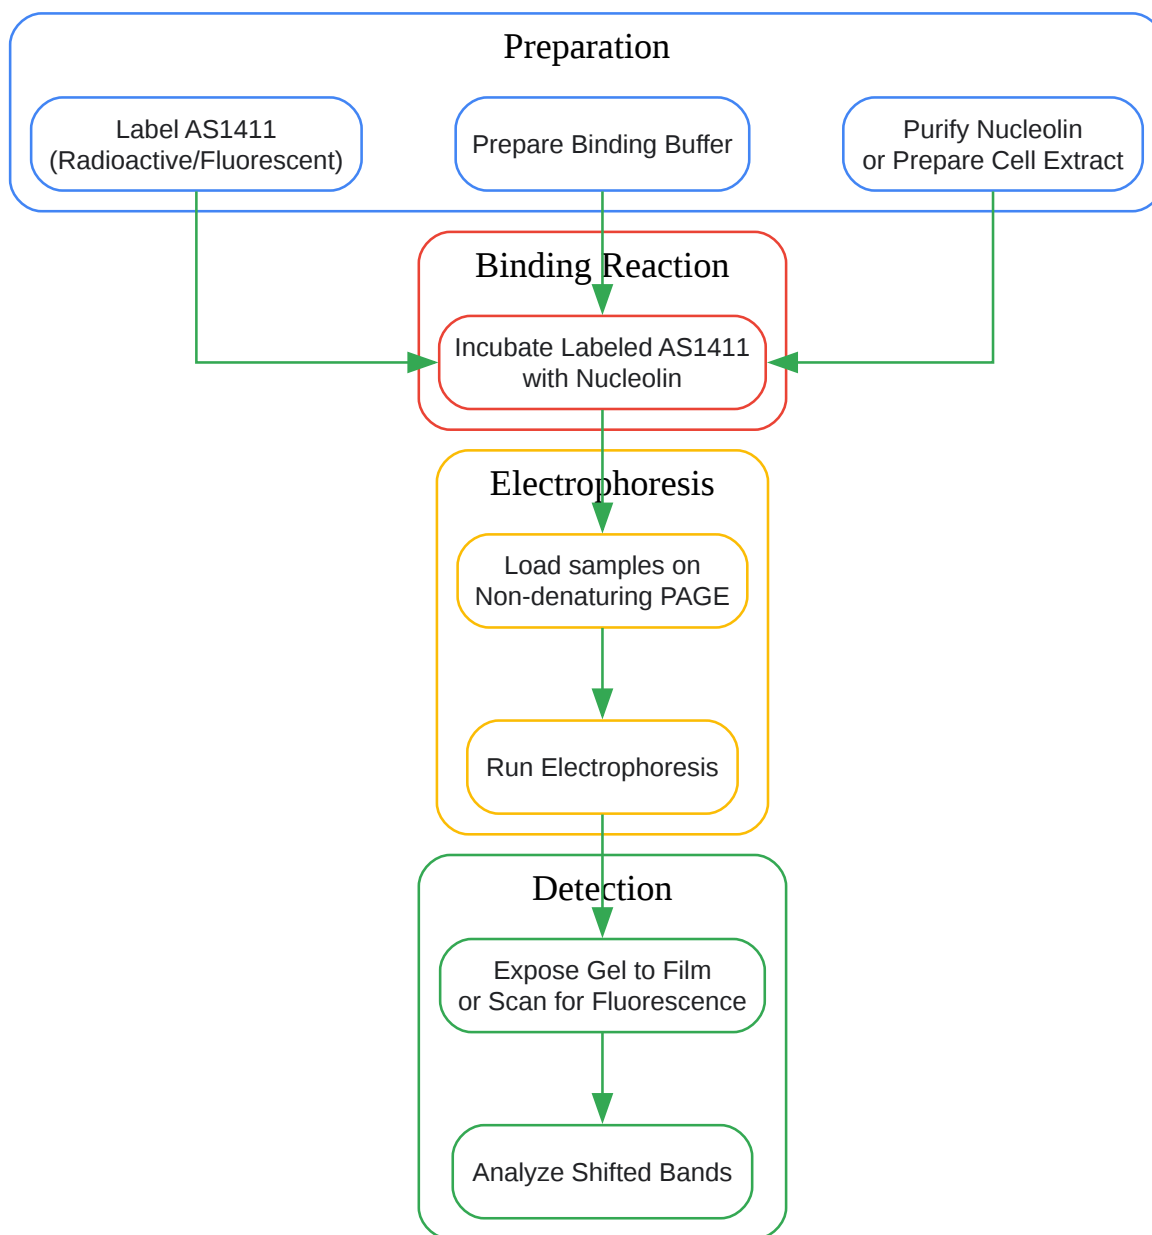 Preparation
Label AS1411
(Radioactive/Fluorescent)
Prepare Binding Buffer
Purify Nucleolin
or Prepare Cell Extract
Binding Reaction
Incubate Labeled AS1411
with Nucleolin
Electrophoresis
Load samples on
Non-denaturing PAGE
Run Electrophoresis
Detection
Expose Gel to Film
or Scan for Fluorescence
Analyze Shifted Bands